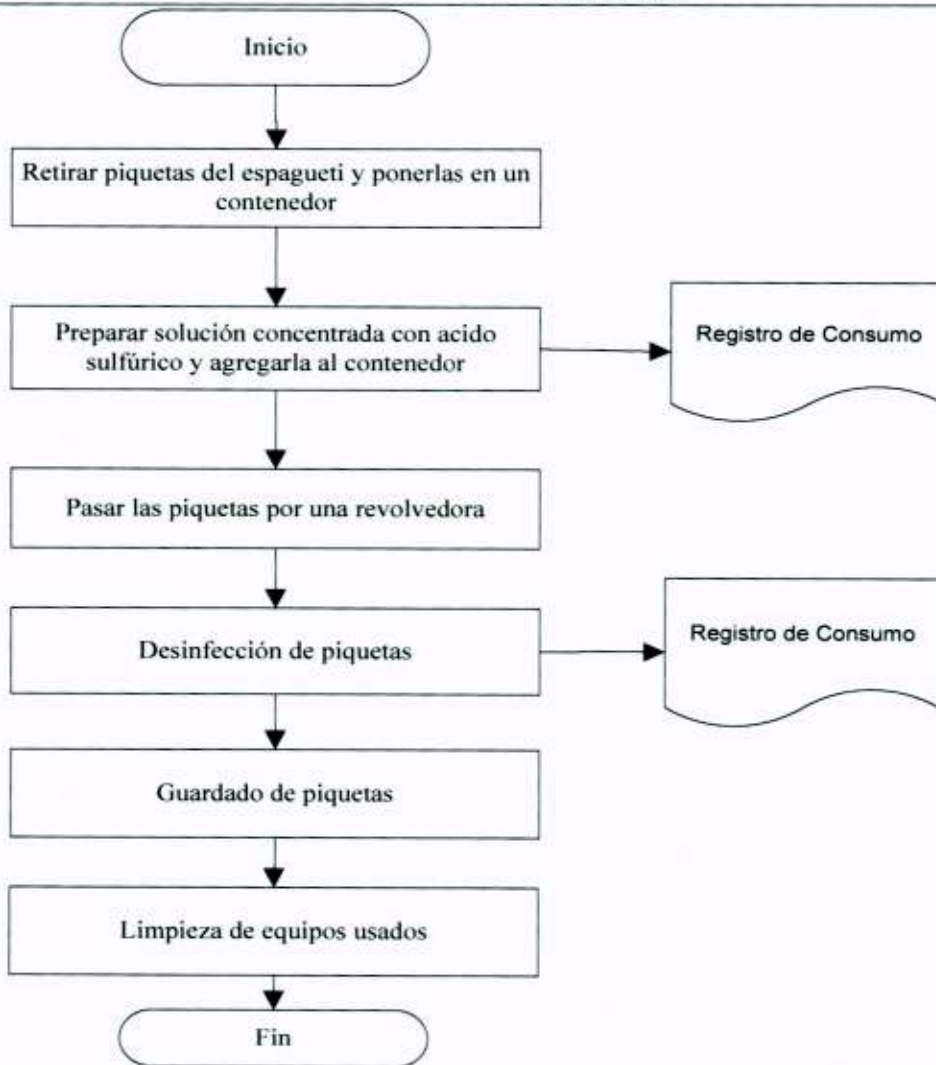 Inicio
Retirar piquetas del espagueti y ponerlas en un
contenedor
Preparar solución concentrada con acido
sulfúrico y agregarla al contenedor
Registro de Consumo
Pasar las piquetas por una revolvedora
Desinfección de piquetas
Registro de Consumo
Guardado de piquetas
Limpieza de equipos usados
Fin